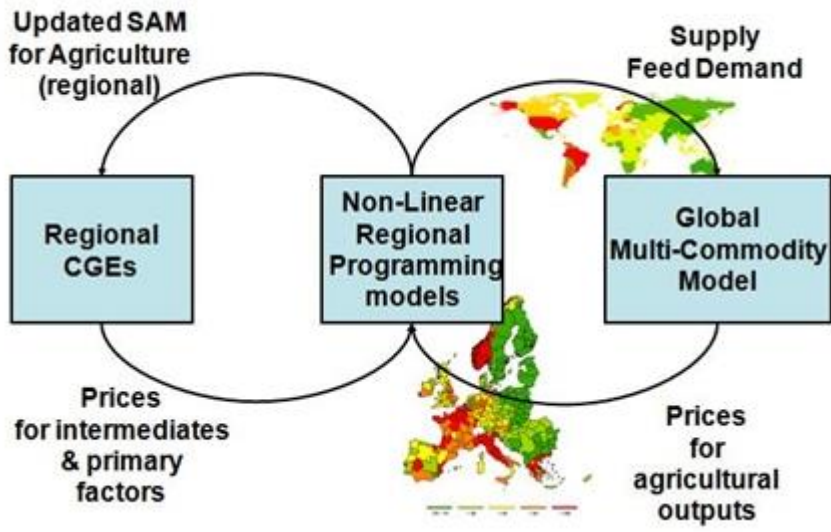 Updated SAM
for Agriculture
(regional)
Supply
Feed Demand
Regional
CGEs
Non-Linear
Regional
Programming
models
Global
Multi-Commodity
Model
Prices
for intermediates
& primary
factors
Prices
for
agricultural
outputs